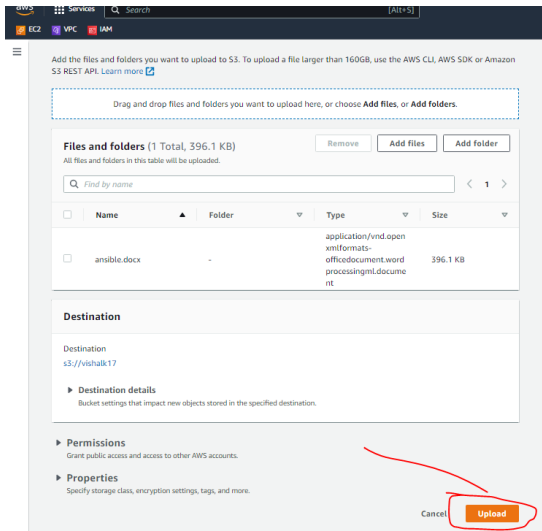 aws
Services
Search
[Alt+S]
EC2
VPC
IAM
Add the files and folders you want to upload to S3. To upload a file larger than 160GB, use the AWS CLI, AWS SDK or Amazon
S3 REST API. Learn more
Drag and drop files and folders you want to upload here, or choose Add files, or Add folders.
Files and folders (1 Total, 396.1 KB)
Remove
Add files
Add folder
All files and folders in this table will be uploaded.
Find by name
1
Name
Folder
Type
Size
ansible.docx
-
application/vnd.open
xmlformats-
officedocument.word
processingml.docume
nt
396.1 KB
Destination
Destination
s3://vishalk17
Destination details
Bucket settings that impact new objects stored in the specified destination.
Permissions
Grant public access and access to other AWS accounts.
Properties
Specify storage class, encryption settings, tags, and more.
Cancel
Upload